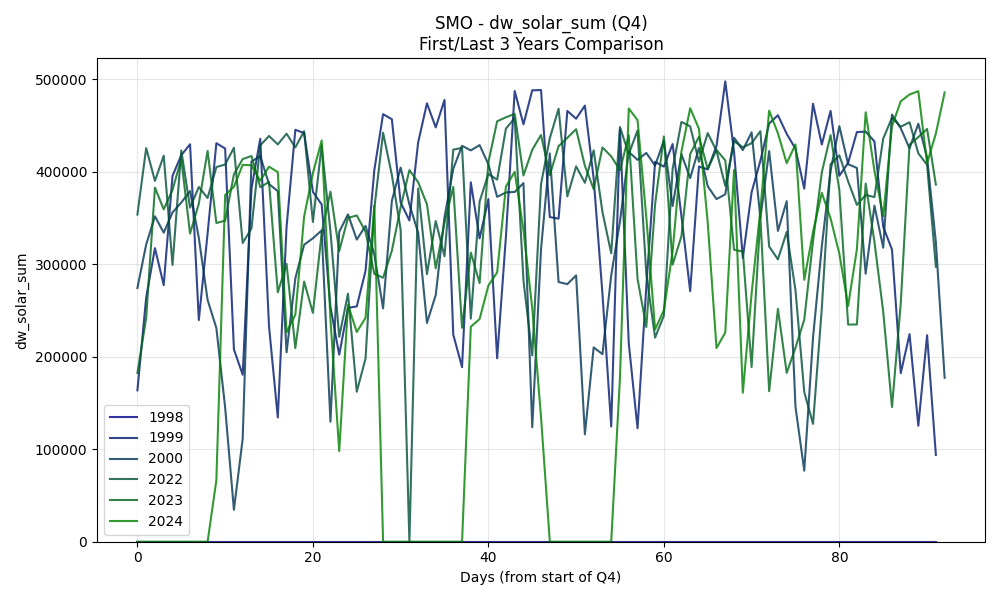 SMO - dw_solar_sum (Q4)
First/Last 3 Years Comparison
dw_solar_sum
500000
400000
300000
200000
100000
0
1998
1999
2000
2022
2023
2024
0 20 40 60 80
Days (from start of Q4)